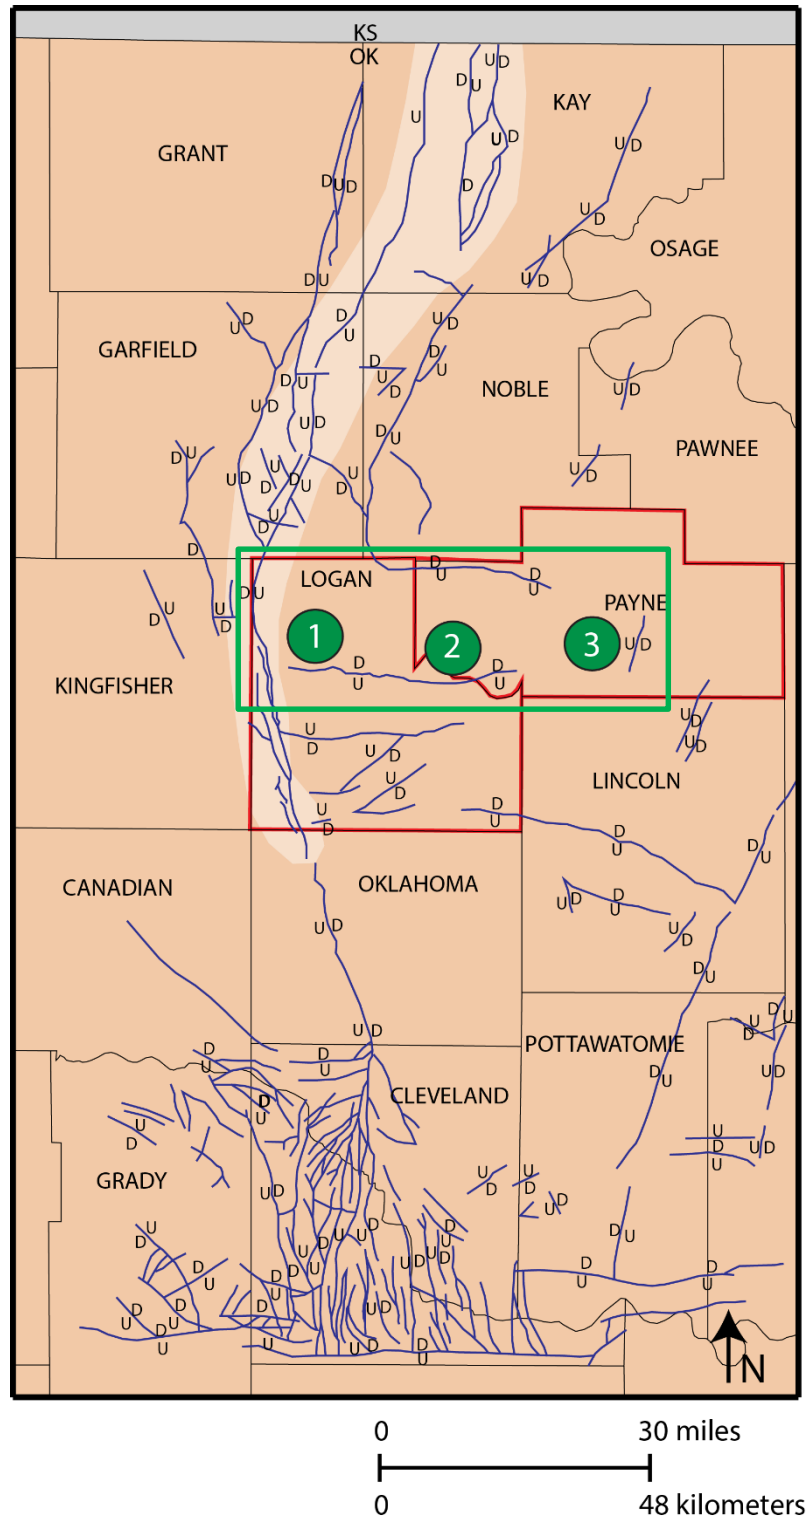 KS
OK
U D
D U
KAY
U
GRANT
U D
U D
D U D
D
U
D
OSAGE
D U
U D
D
U
U D
U D
GARFIELD
D
U
D
U
D
D U
NOBLE
U D
U D
U D
D U
PAWNEE
D U
U
D
U D
D
D U
D
U
U
D
U
D
D
D
U
LOGAN
D
U
D U
PAYNE
D U
U
D
1
2
3
U D
D
U
D
U
KINGFISHER
U
D
U
D
U
D
U
D
U
D
LINCOLN
U
D
D
U
D
U
D
U
CANADIAN
OKLAHOMA
U D
D
U
U D
U
D
D
U
U D
D
U
D
U
D
U
D
U
POTTAWATOMIE
D
U
U D
D
U
CLEVELAND
D
U
U
D
U
D
U
U D
GRADY
U D
U
D
U
D
U D
U
D
D
U
U D
U
D
U
D
D
U
U D
U D
U
D
U
D
U
D
U
D
D
U
D
U
U D
D
U
D
U
D
U
D
U
U D
D
U
N
0 30 miles
0 48 kilometers